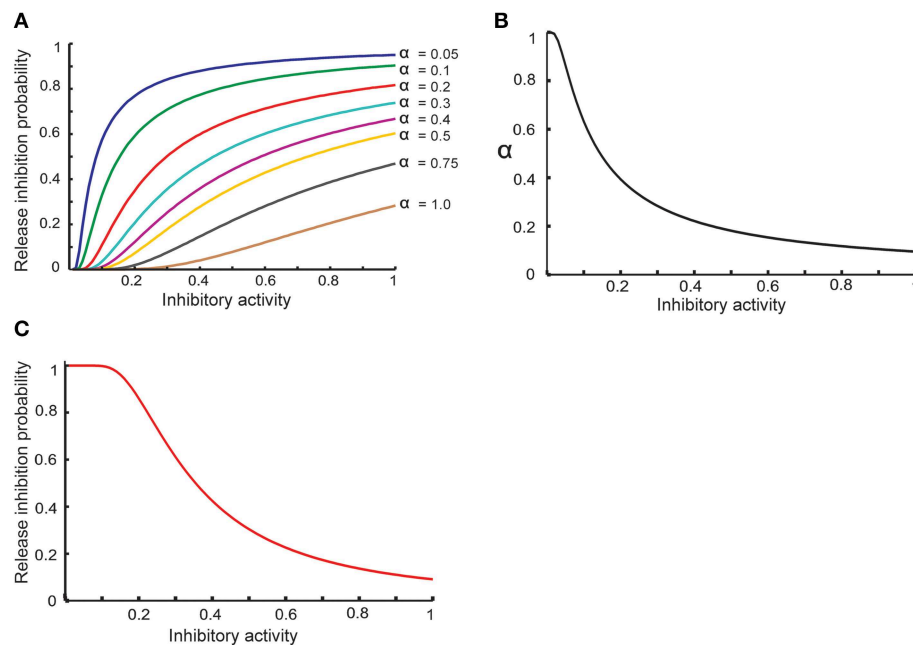 A
Release inhibition probability
1
0.8
0.6
0.4
0.2
0
0.2
0.4
0.6
0.8
1
Inhibitory activity
α = 0.05
α = 0.1
α = 0.2
α = 0.3
α = 0.4
α = 0.5
α = 0.75
α = 1.0
B
α
1
0.8
0.6
0.4
0.2
0
0.2
0.4
0.6
0.8
Inhibitory activity
C
Release inhibition probability
1
0.8
0.6
0.4
0.2
0
0.2
0.4
0.6
0.8
1
Inhibitory activity